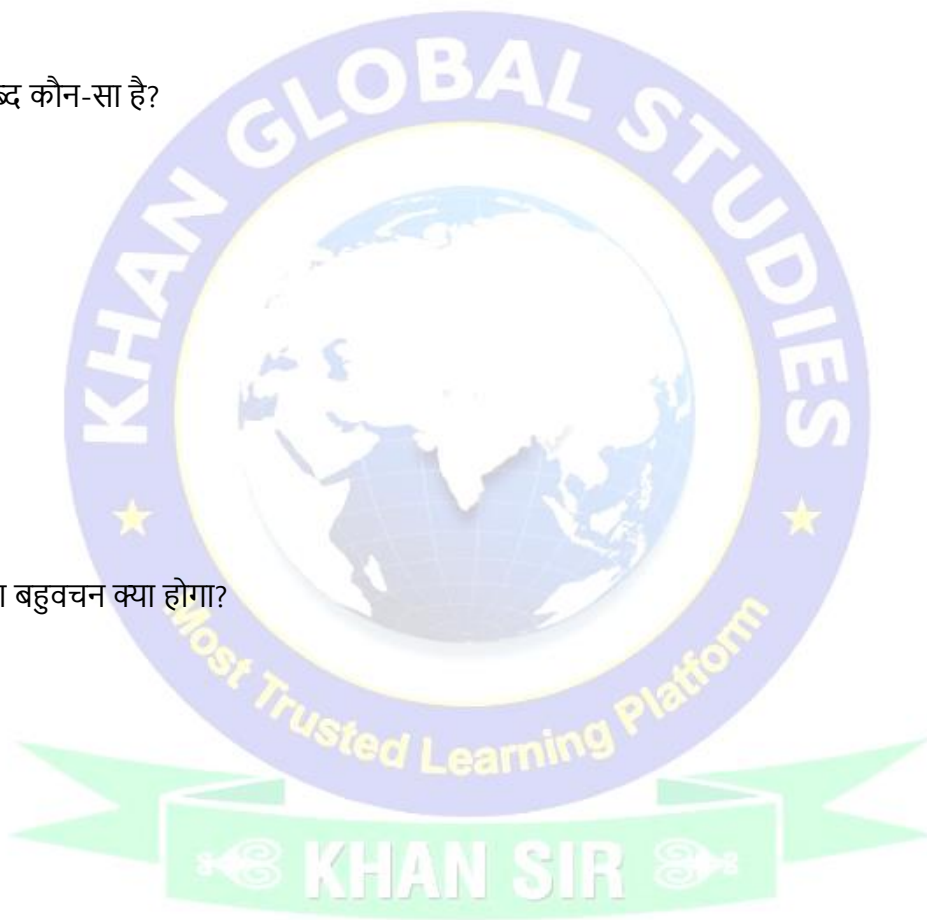 ब्द कौन-सा है?
KHAN GLOBAL STUDIES
बहुवचन क्या होगा?
Most Trusted Learning Platform
KHAN SIR